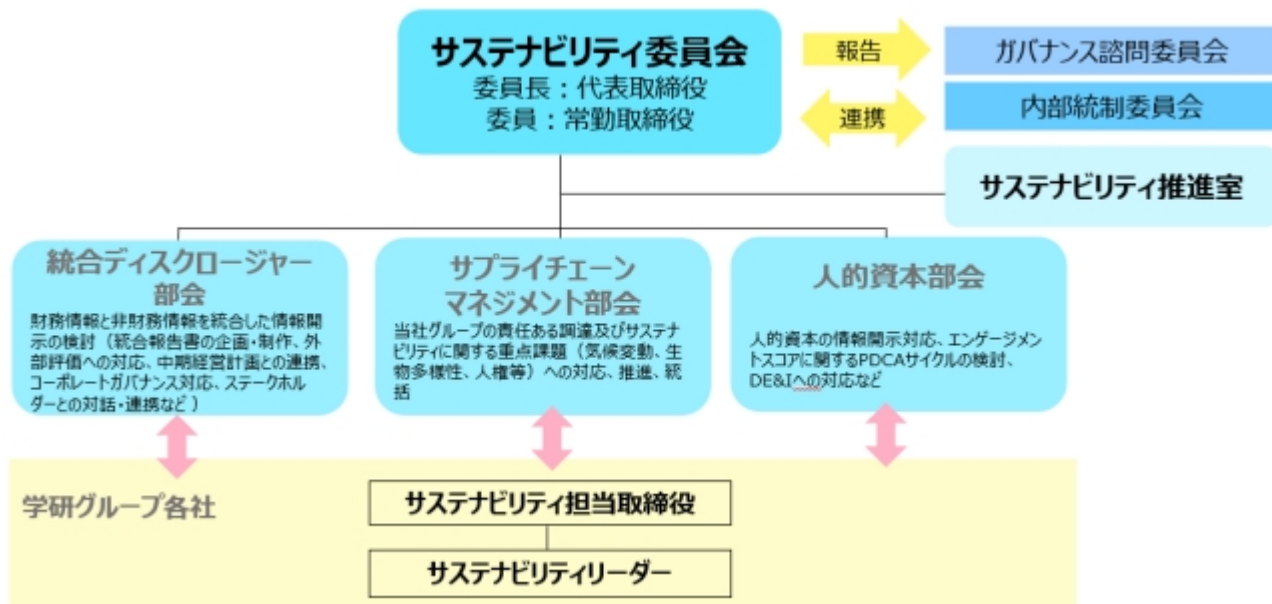 サステナビリティ委員会
委員長：代表取締役
委員：常勤取締役
報告
ガバナンス諮問委員会
連携
内部統制委員会
サステナビリティ推進室
統合ディスクロージャー
部会
財務情報と非財務情報を統合した情報開
示の検討（統合報告書の企画・制作、外
部評価への対応、中期経営計画との連携、
コーポレートガバナンス対応、ステークホル
ダーとの対話・連携など）
サプライチェーン
マネジメント部会
当社グループの責任ある調達及びサステナ
ビリティに関する重点課題（気候変動、生
物多様性、人権等）への対応、推進、統
括
人的資本部会
人的資本の情報開示対応、エンゲージメン
トスコアに関するPDCAサイクルの検討、
DE&Iへの対応など
学研グループ各社
サステナビリティ担当取締役
サステナビリティリーダー